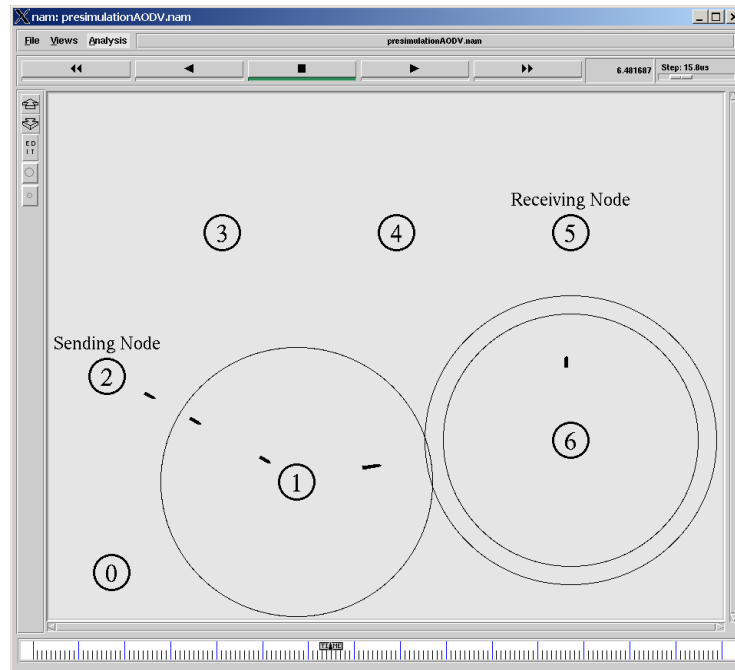 nam: presimulationAODV.nam
File Views Analysis presimulationAODV.nam
6.481687 Step: 15.8us
E D
I T
Receiving Node
3 4 5
Sending Node
2
6
1
0
TIME